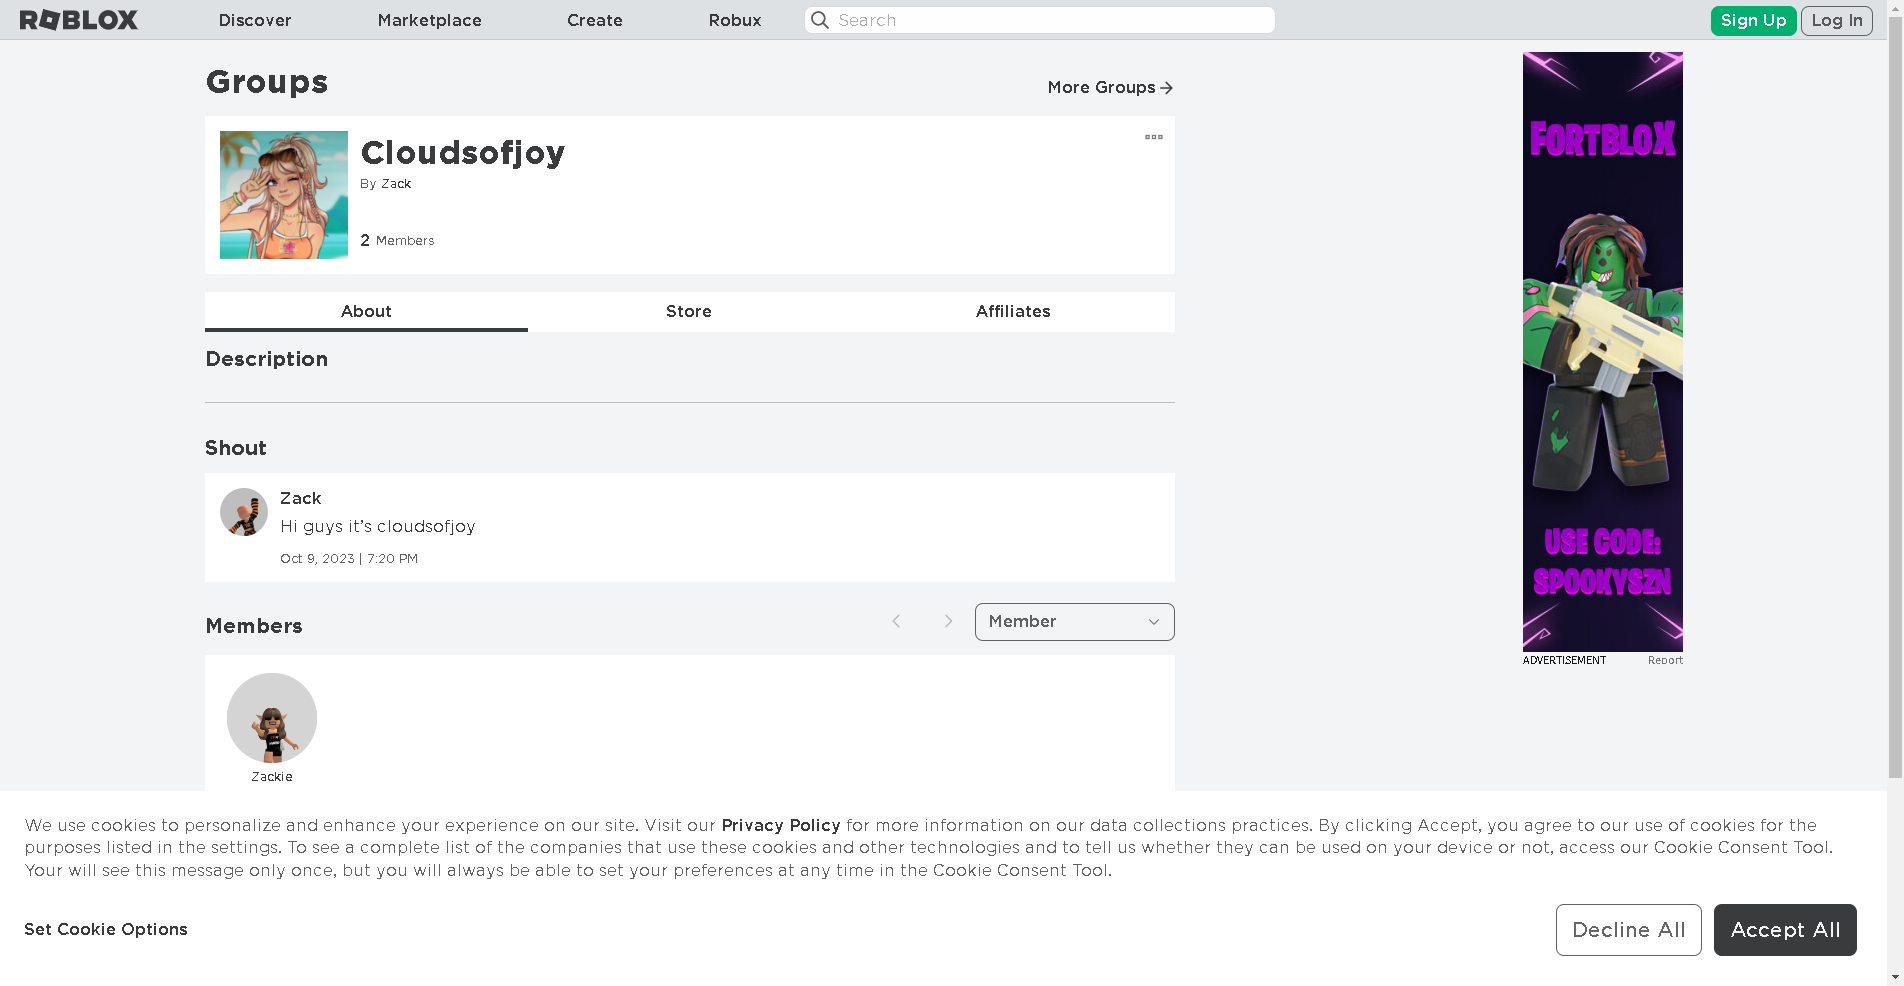 ROBLOX
Discover
Marketplace
Create
Robux
Search
Sign Up
Log In
Groups
More Groups
Cloudsofjoy
By Zack
2 Members
About
Store
Affiliates
Description
Shout
Zack
Hi guys it’s cloudsofjoy
Oct 9, 2023 | 7:20 PM
Members
Member
Zackie
FORTBLOX
USE CODE:
SPOOKYSZN
ADVERTISEMENT
Report
We use cookies to personalize and enhance your experience on our site. Visit our Privacy Policy for more information on our data collections practices. By clicking Accept, you agree to our use of cookies for the
purposes listed in the settings. To see a complete list of the companies that use these cookies and other technologies and to tell us whether they can be used on your device or not, access our Cookie Consent Tool.
Your will see this message only once, but you will always be able to set your preferences at any time in the Cookie Consent Tool.
Set Cookie Options
Decline All
Accept All